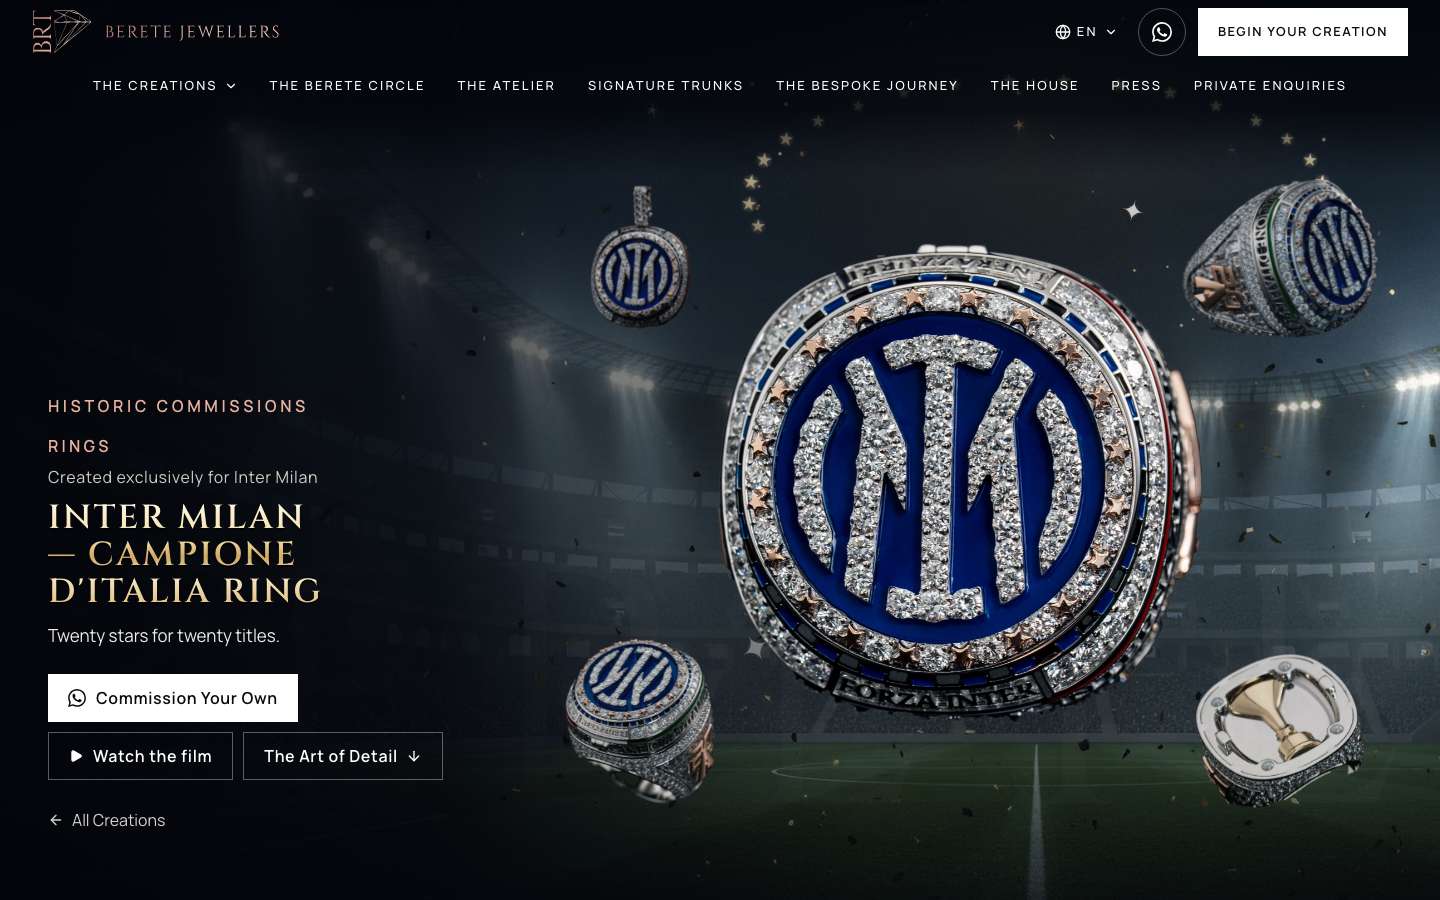 BRT
BERETE JEWELLERS
EN
BEGIN YOUR CREATION
THE CREATIONS
THE BERETE CIRCLE
THE ATELIER
SIGNATURE TRUNKS
THE BESPOKE JOURNEY
THE HOUSE
PRESS
PRIVATE ENQUIRIES
HISTORIC COMMISSIONS
RINGS
Created exclusively for Inter Milan
INTER MILAN
— CAMPIONE
D'ITALIA RING
Twenty stars for twenty titles.
Commission Your Own
Watch the film
The Art of Detail
All Creations
FORZA INTER